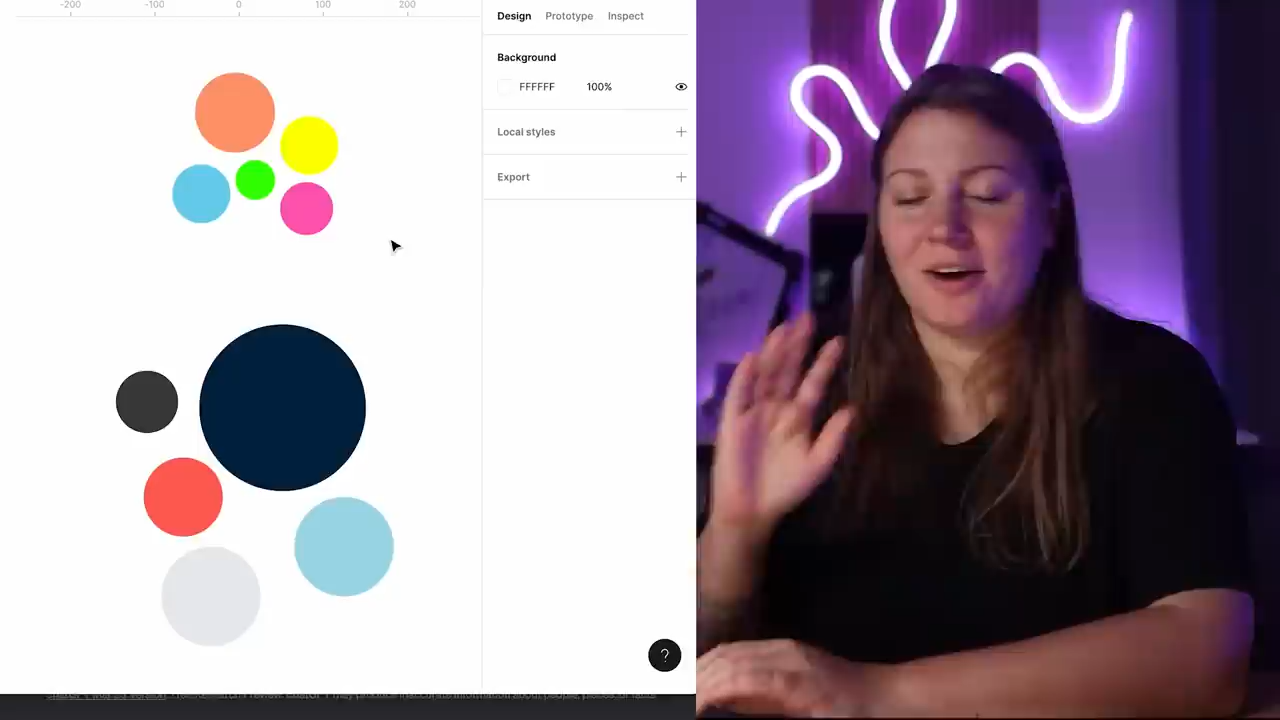 -200 -100 0 100 200
Design Prototype Inspect
Background
FFFFFF 100%
Local styles +
Export +
?